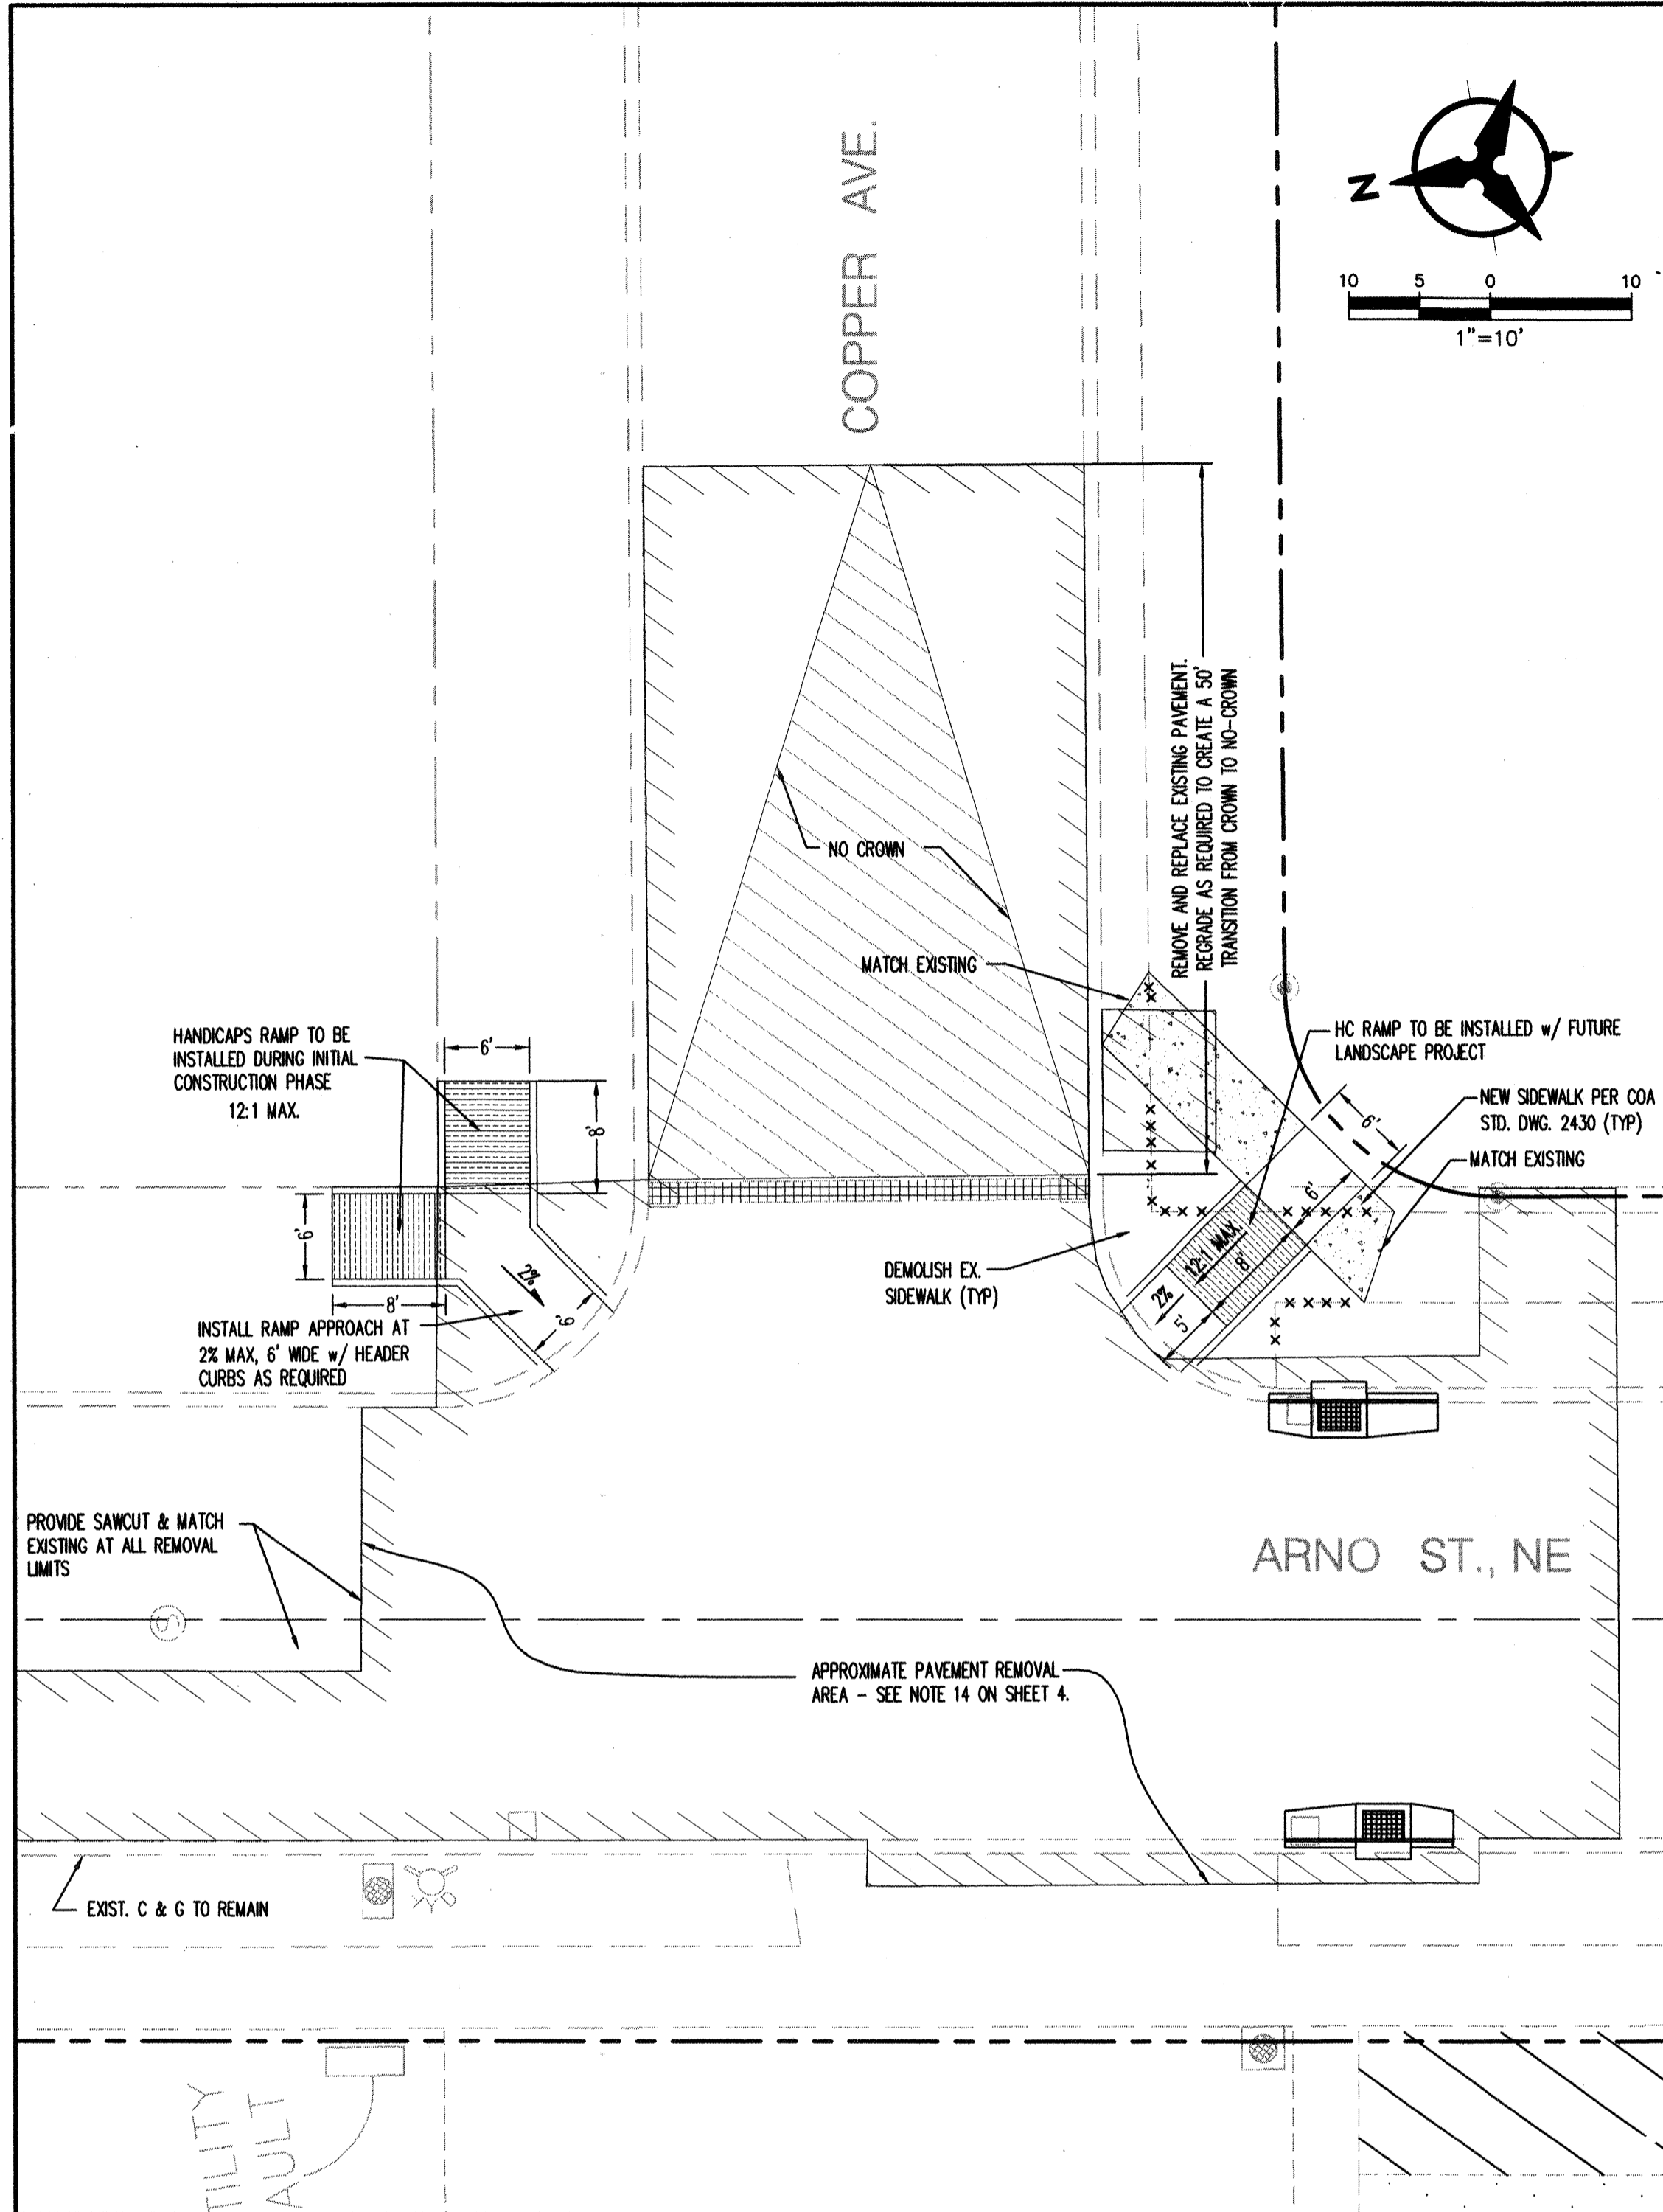 COPPER AVE.
N
10 5 0 10
1"=10'
REMOVE AND REPLACE EXISTING PAVEMENT.
REGRADE AS REQUIRED TO CREATE A 50'
TRANSITION FROM CROWN TO NO-CROWN
NO CROWN
MATCH EXISTING
HANDICAPS RAMP TO BE
INSTALLED DURING INITIAL
CONSTRUCTION PHASE
12:1 MAX.
6'
8'
6'
8'
2%
6'
INSTALL RAMP APPROACH AT
2% MAX, 6' WIDE w/ HEADER
CURBS AS REQUIRED
HC RAMP TO BE INSTALLED w/ FUTURE
LANDSCAPE PROJECT
6'
NEW SIDEWALK PER COA
STD. DWG. 2430 (TYP)
MATCH EXISTING
6'
12:1 MAX.
8'
2%
5'
DEMOLISH EX.
SIDEWALK (TYP)
PROVIDE SAWCUT & MATCH
EXISTING AT ALL REMOVAL
LIMITS
ARNO ST., NE
S
APPROXIMATE PAVEMENT REMOVAL
AREA - SEE NOTE 14 ON SHEET 4.
EXIST. C & G TO REMAIN
YD
TILITY
AULT